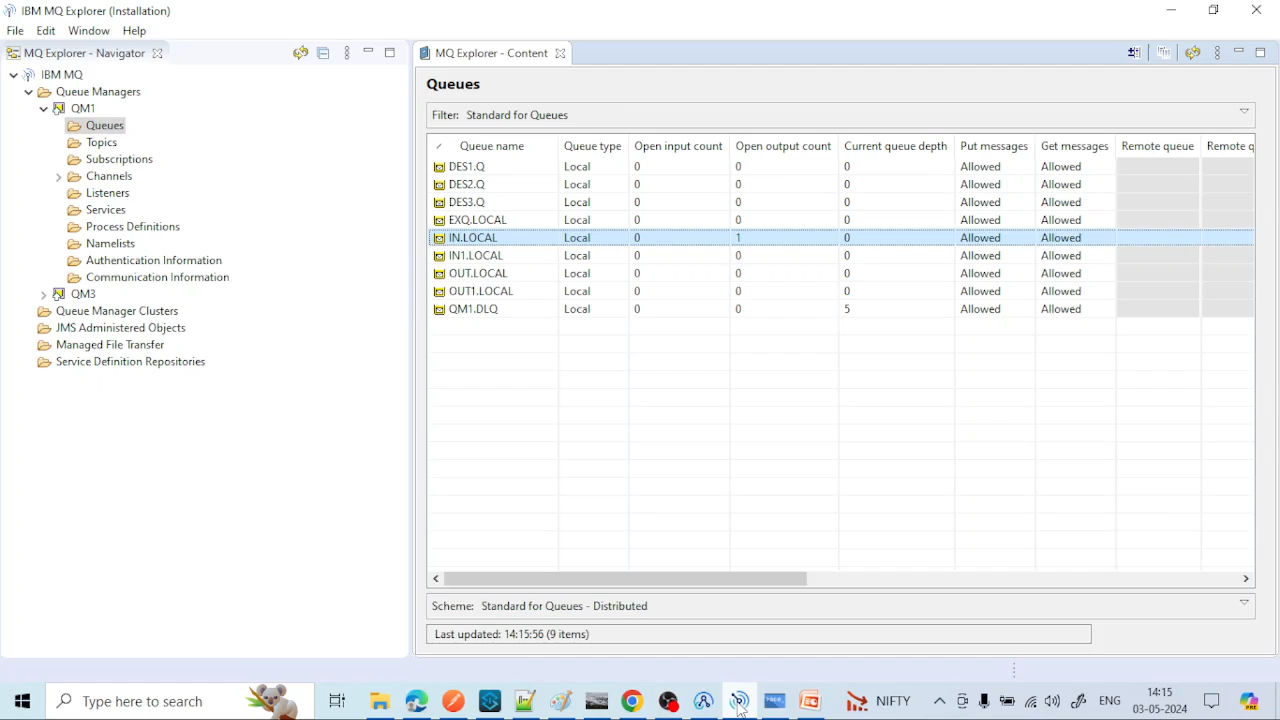 IBM MQ Explorer (Installation)
File Edit Window Help
MQ Explorer - Navigator
IBM MQ
Queue Managers
QM1
Queues
Topics
Subscriptions
Channels
Listeners
Services
Process Definitions
Namelists
Authentication Information
Communication Information
QM3
Queue Manager Clusters
JMS Administered Objects
Managed File Transfer
Service Definition Repositories
MQ Explorer - Content
Queues
Filter: Standard for Queues
Queue name Queue type Open input count Open output count Current queue depth Put messages Get messages Remote queue Remote q
DES1.Q Local 0 0 0 Allowed Allowed
DES2.Q Local 0 0 0 Allowed Allowed
DES3.Q Local 0 0 0 Allowed Allowed
EXQ.LOCAL Local 0 0 0 Allowed Allowed
IN.LOCAL Local 0 1 0 Allowed Allowed
IN1.LOCAL Local 0 0 0 Allowed Allowed
OUT.LOCAL Local 0 0 0 Allowed Allowed
OUT1.LOCAL Local 0 0 0 Allowed Allowed
QM1.DLQ Local 0 0 5 Allowed Allowed
Scheme: Standard for Queues - Distributed
Last updated: 14:15:56 (9 items)
Type here to search
NIFTY
ENG
14:15
03-05-2024